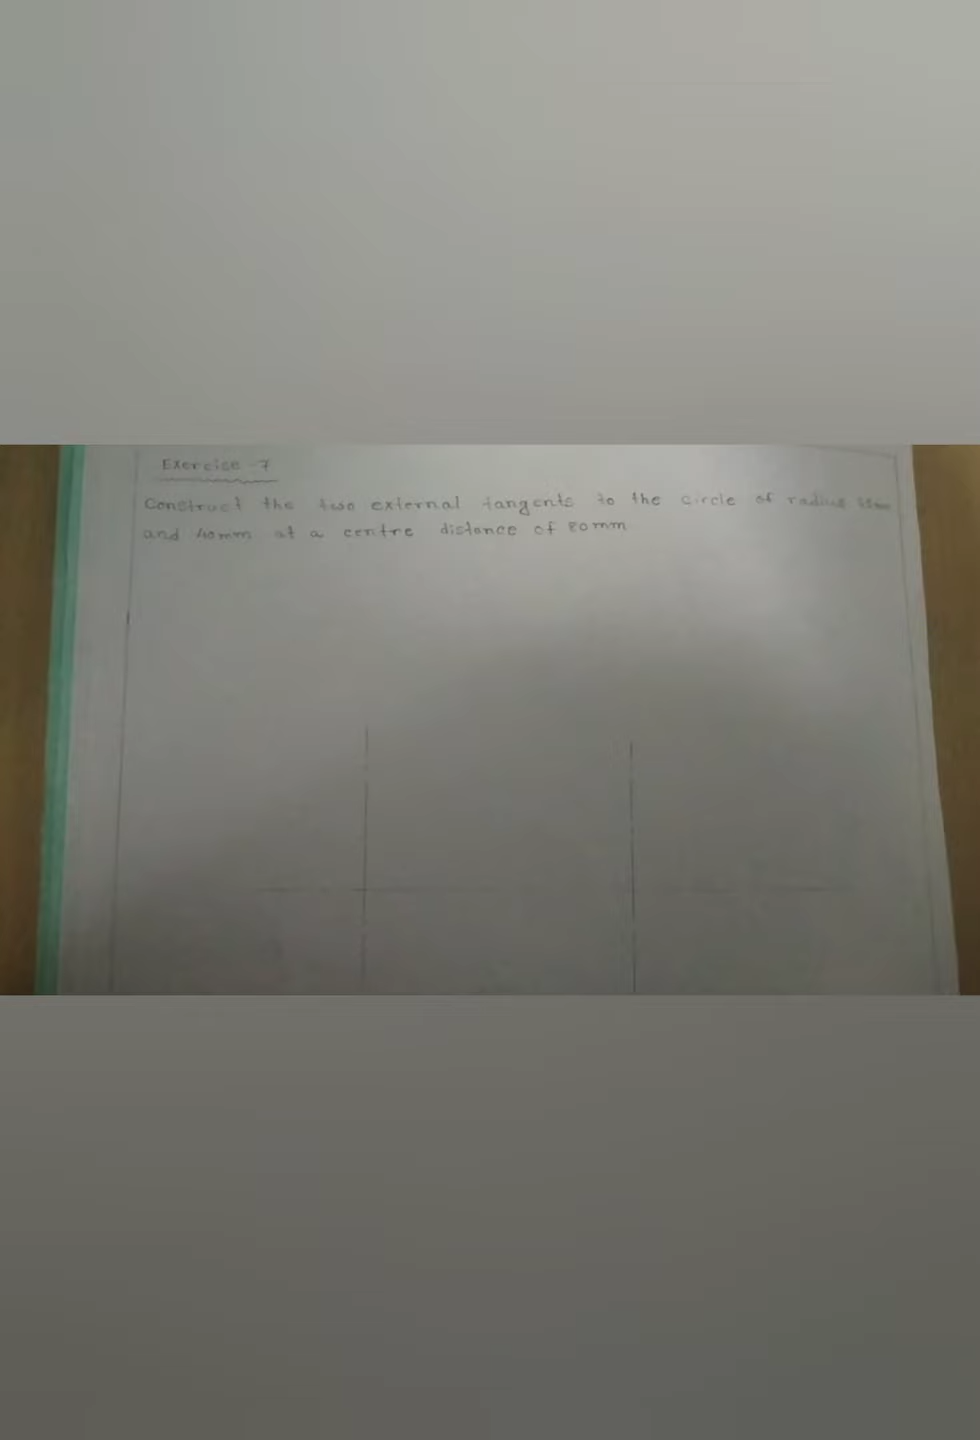 Exercise - 7
Construct the two external tangents to the circle of radius
and 40mm at a centre distance of 80mm